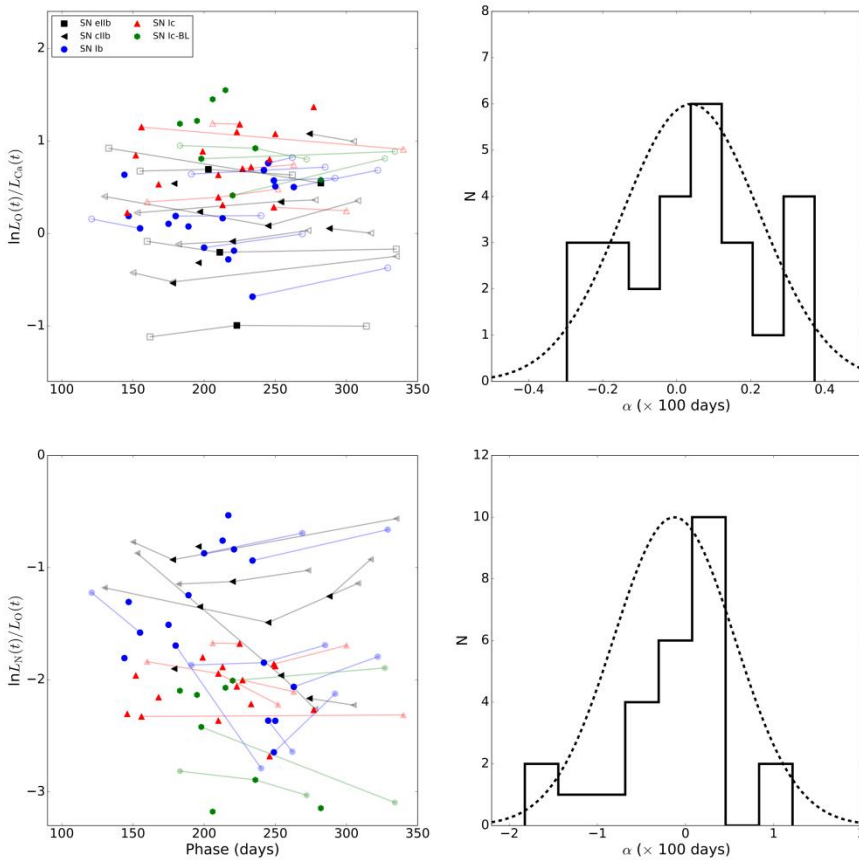 SN eIIb
SN cIIb
SN Ib
SN Ic
SN Ic-BL
2
1
0
−1
100 150 200 250 300 350
ln L_O(t)/L_Ca(t)
8
7
6
5
4
3
2
1
0
−0.4 −0.2 0.0 0.2 0.4
N
α (× 100 days)
0
−1
−2
−3
100 150 200 250 300 350
ln L_N(t)/L_O(t)
Phase (days)
12
10
8
6
4
2
0
−2 −1 0 1
N
α (× 100 days)